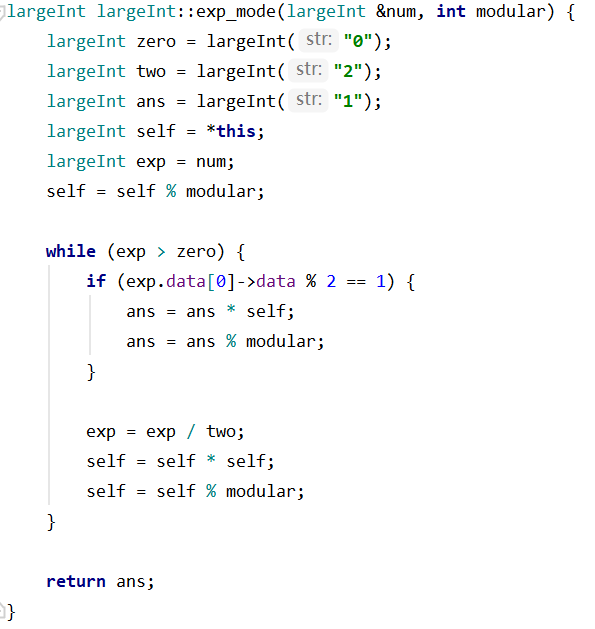 largeInt largeInt::exp_mode(largeInt &num, int modular) {
    largeInt zero = largeInt( str: "0");
    largeInt two = largeInt( str: "2");
    largeInt ans = largeInt( str: "1");
    largeInt self = *this;
    largeInt exp = num;
    self = self % modular;

    while (exp > zero) {
        if (exp.data[0]->data % 2 == 1) {
            ans = ans * self;
            ans = ans % modular;
        }

        exp = exp / two;
        self = self * self;
        self = self % modular;
    }

    return ans;
}